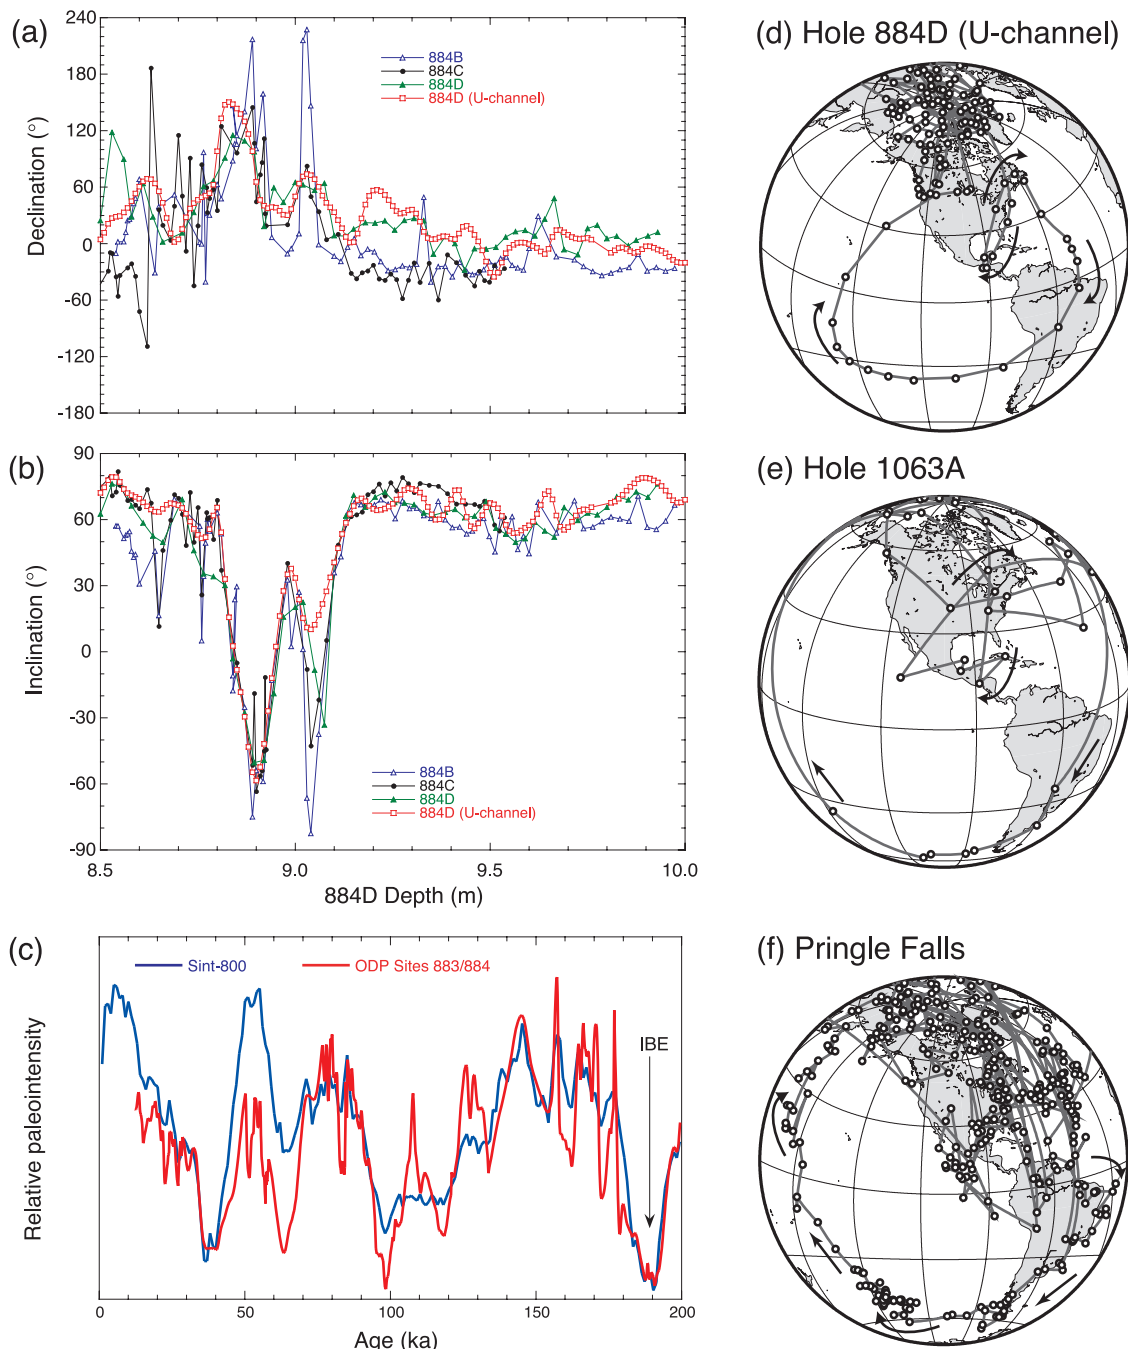 (a)
240
180
120
60
0
-60
-120
-180
Declination (°)
884B
884C
884D
884D (U-channel)
(b)
90
60
30
0
-30
-60
-90
Inclination (°)
884B
884C
884D
884D (U-channel)
8.5
9.0
9.5
10.0
884D Depth (m)
(c)
Sint-800
ODP Sites 883/884
IBE
Relative paleointensity
0
50
100
150
200
Age (ka)
(d) Hole 884D (U-channel)
(e) Hole 1063A
(f) Pringle Falls